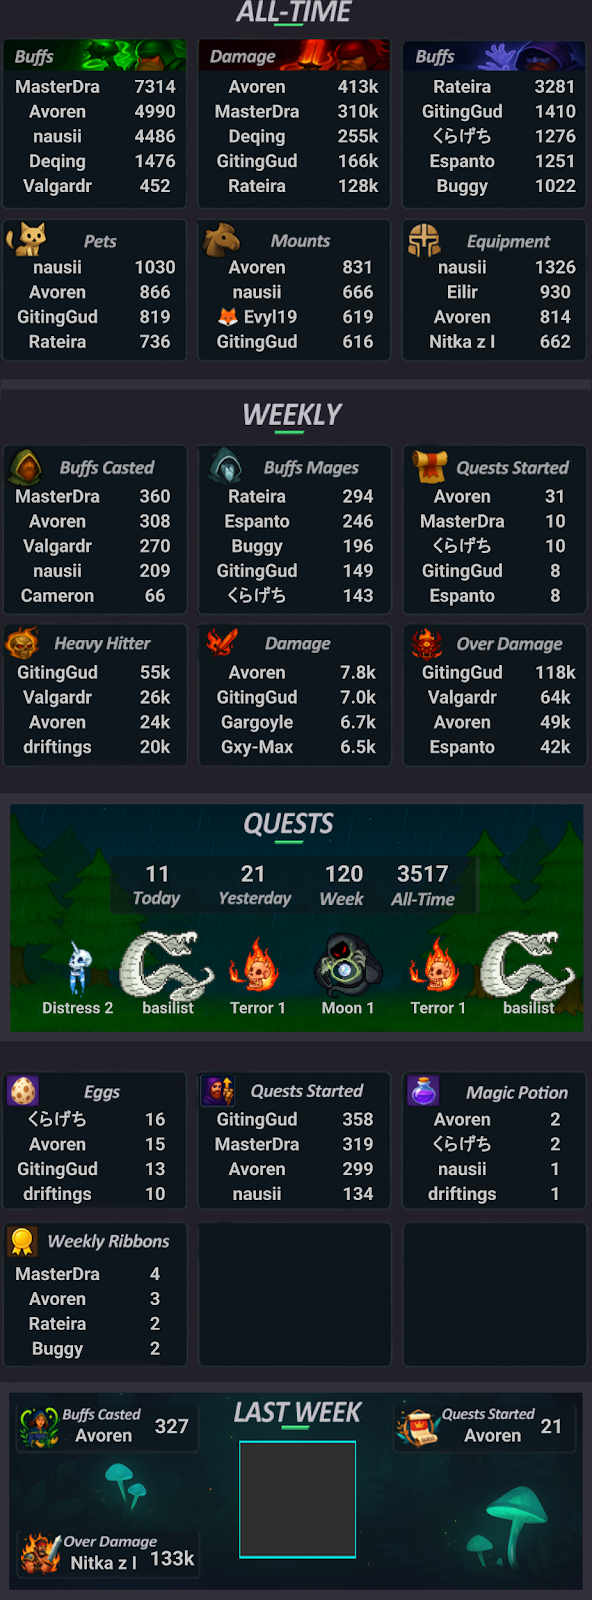 ALL-TIME
Buffs
MasterDra 7314
Avoren 4990
nausii 4486
Deqing 1476
Valgardr 452
Damage
Avoren 413k
MasterDra 310k
Deqing 255k
GitingGud 166k
Rateira 128k
Buffs
Rateira 3281
GitingGud 1410
くらげち 1276
Espanto 1251
Buggy 1022
Pets
nausii 1030
Avoren 866
GitingGud 819
Rateira 736
Mounts
Avoren 831
nausii 666
🦊 Evyl19 619
GitingGud 616
Equipment
nausii 1326
Eilir 930
Avoren 814
Nitka z I 662
WEEKLY
Buffs Casted
MasterDra 360
Avoren 308
Valgardr 270
nausii 209
Cameron 66
Buffs Mages
Rateira 294
Espanto 246
Buggy 196
GitingGud 149
くらげち 143
Quests Started
Avoren 31
MasterDra 10
くらげち 10
GitingGud 8
Espanto 8
Heavy Hitter
GitingGud 55k
Valgardr 26k
Avoren 24k
driftings 20k
Damage
Avoren 7.8k
GitingGud 7.0k
Gargoyle 6.7k
Gxy-Max 6.5k
Over Damage
GitingGud 118k
Valgardr 64k
Avoren 49k
Espanto 42k
QUESTS
11 21 120 3517
Today Yesterday Week All-Time
Distress 2 basilist Terror 1 Moon 1 Terror 1 basilist
Eggs
くらげち 16
Avoren 15
GitingGud 13
driftings 10
Quests Started
GitingGud 358
MasterDra 319
Avoren 299
nausii 134
Magic Potion
Avoren 2
くらげち 2
nausii 1
driftings 1
Weekly Ribbons
MasterDra 4
Avoren 3
Rateira 2
Buggy 2
LAST WEEK
Buffs Casted
Avoren 327
Quests Started
Avoren 21
Over Damage
Nitka z I 133k